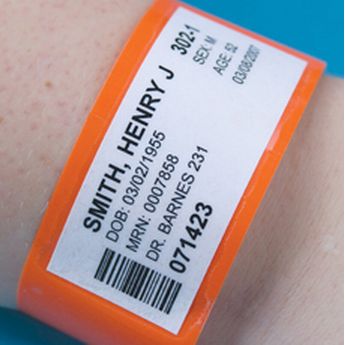 SMITH, HENRY J
302-1
DOB: 03/02/1955
SEX: M
MRN: 0007858
AGE: 52
DR. BARNES 231
03/08/2007
071423